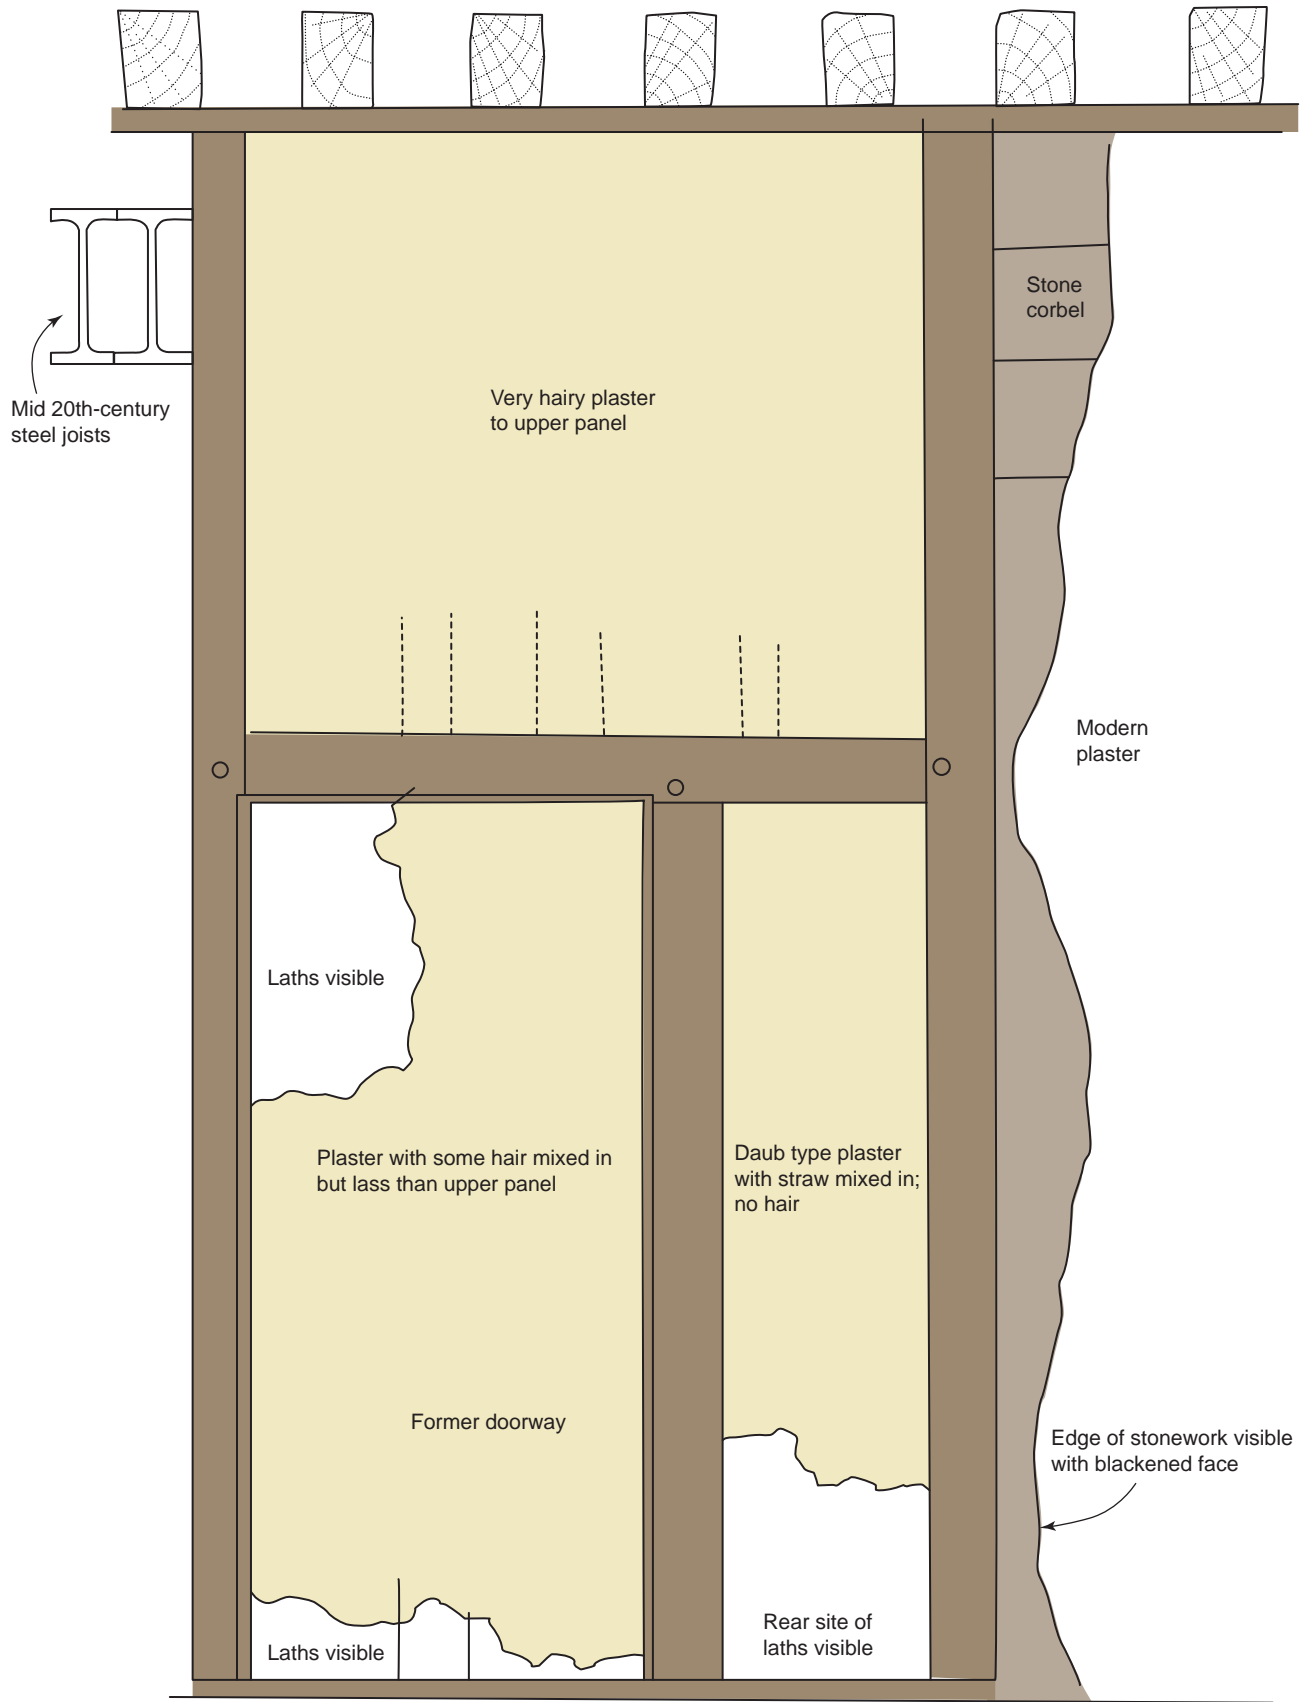 Stone
corbel
Mid 20th-century
steel joists
Very hairy plaster
to upper panel
Modern
plaster
Laths visible
Plaster with some hair mixed in
but lass than upper panel
Daub type plaster
with straw mixed in;
no hair
Former doorway
Edge of stonework visible
with blackened face
Rear site of
laths visible
Laths visible